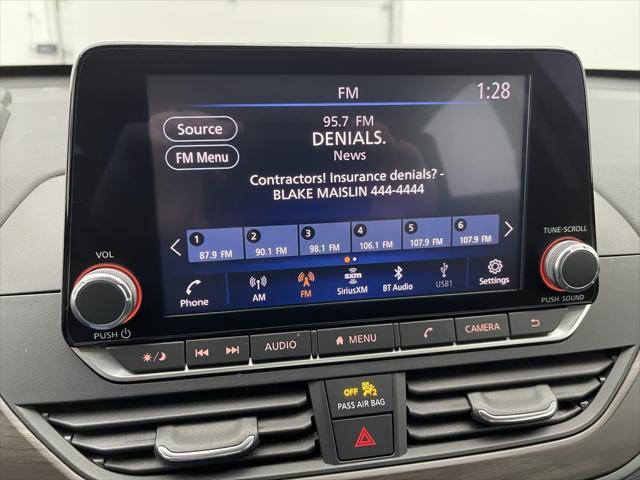 FM
1:28
Source
95.7 FM
DENIALS.
FM Menu
News
Contractors! Insurance denials? -
BLAKE MAISLIN 444-4444
1 2 3 4 5 6
87.9 FM 90.1 FM 98.1 FM 106.1 FM 107.9 FM 107.9 FM
Phone
AM
FM
sxm
SiriusXM
BT Audio
USB1
Settings
VOL
PUSH
TUNE·SCROLL
PUSH SOUND
AUDIO
MENU
CAMERA
OFF 2
PASS AIR BAG